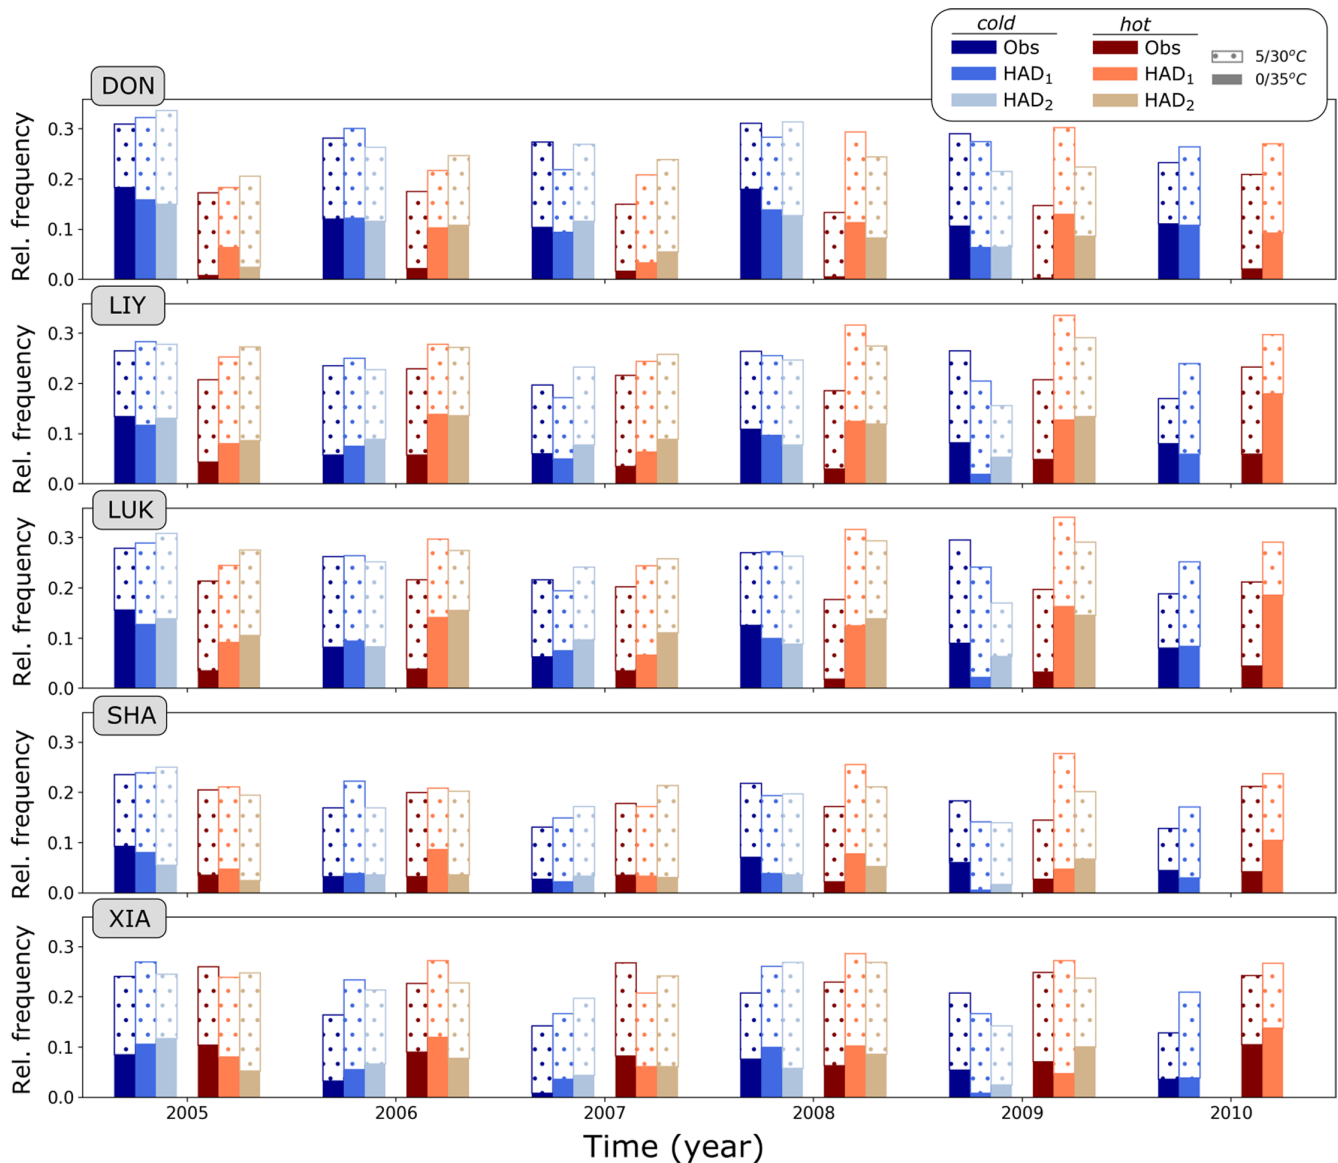 cold hot
Obs Obs 5/30°C
HAD₁ HAD₁ 0/35°C
HAD₂ HAD₂
DON
Rel. frequency
0.3
0.2
0.1
0.0
LIY
Rel. frequency
0.3
0.2
0.1
0.0
LUK
Rel. frequency
0.3
0.2
0.1
0.0
SHA
Rel. frequency
0.3
0.2
0.1
0.0
XIA
Rel. frequency
0.3
0.2
0.1
0.0
2005 2006 2007 2008 2009 2010
Time (year)